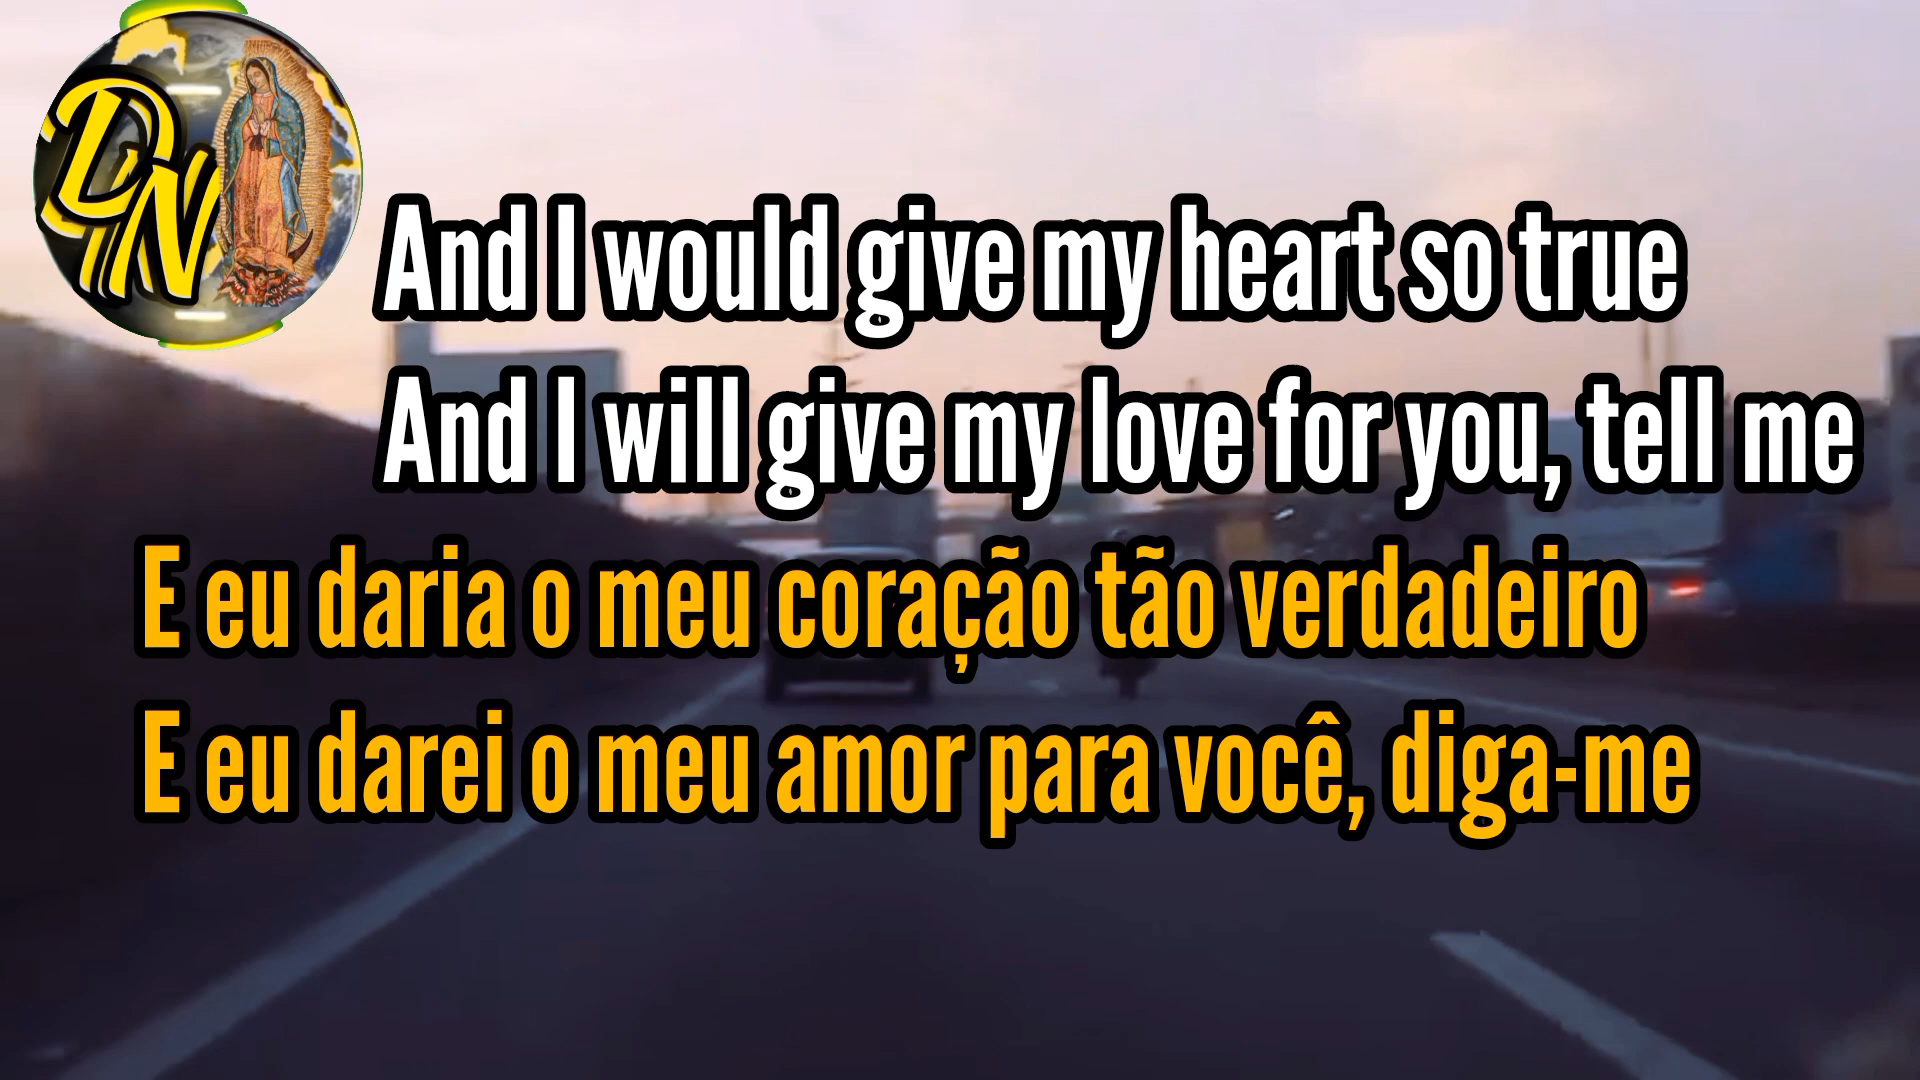 DN
And I would give my heart so true
And I will give my love for you, tell me
E eu daria o meu coração tão verdadeiro
E eu darei o meu amor para você, diga-me